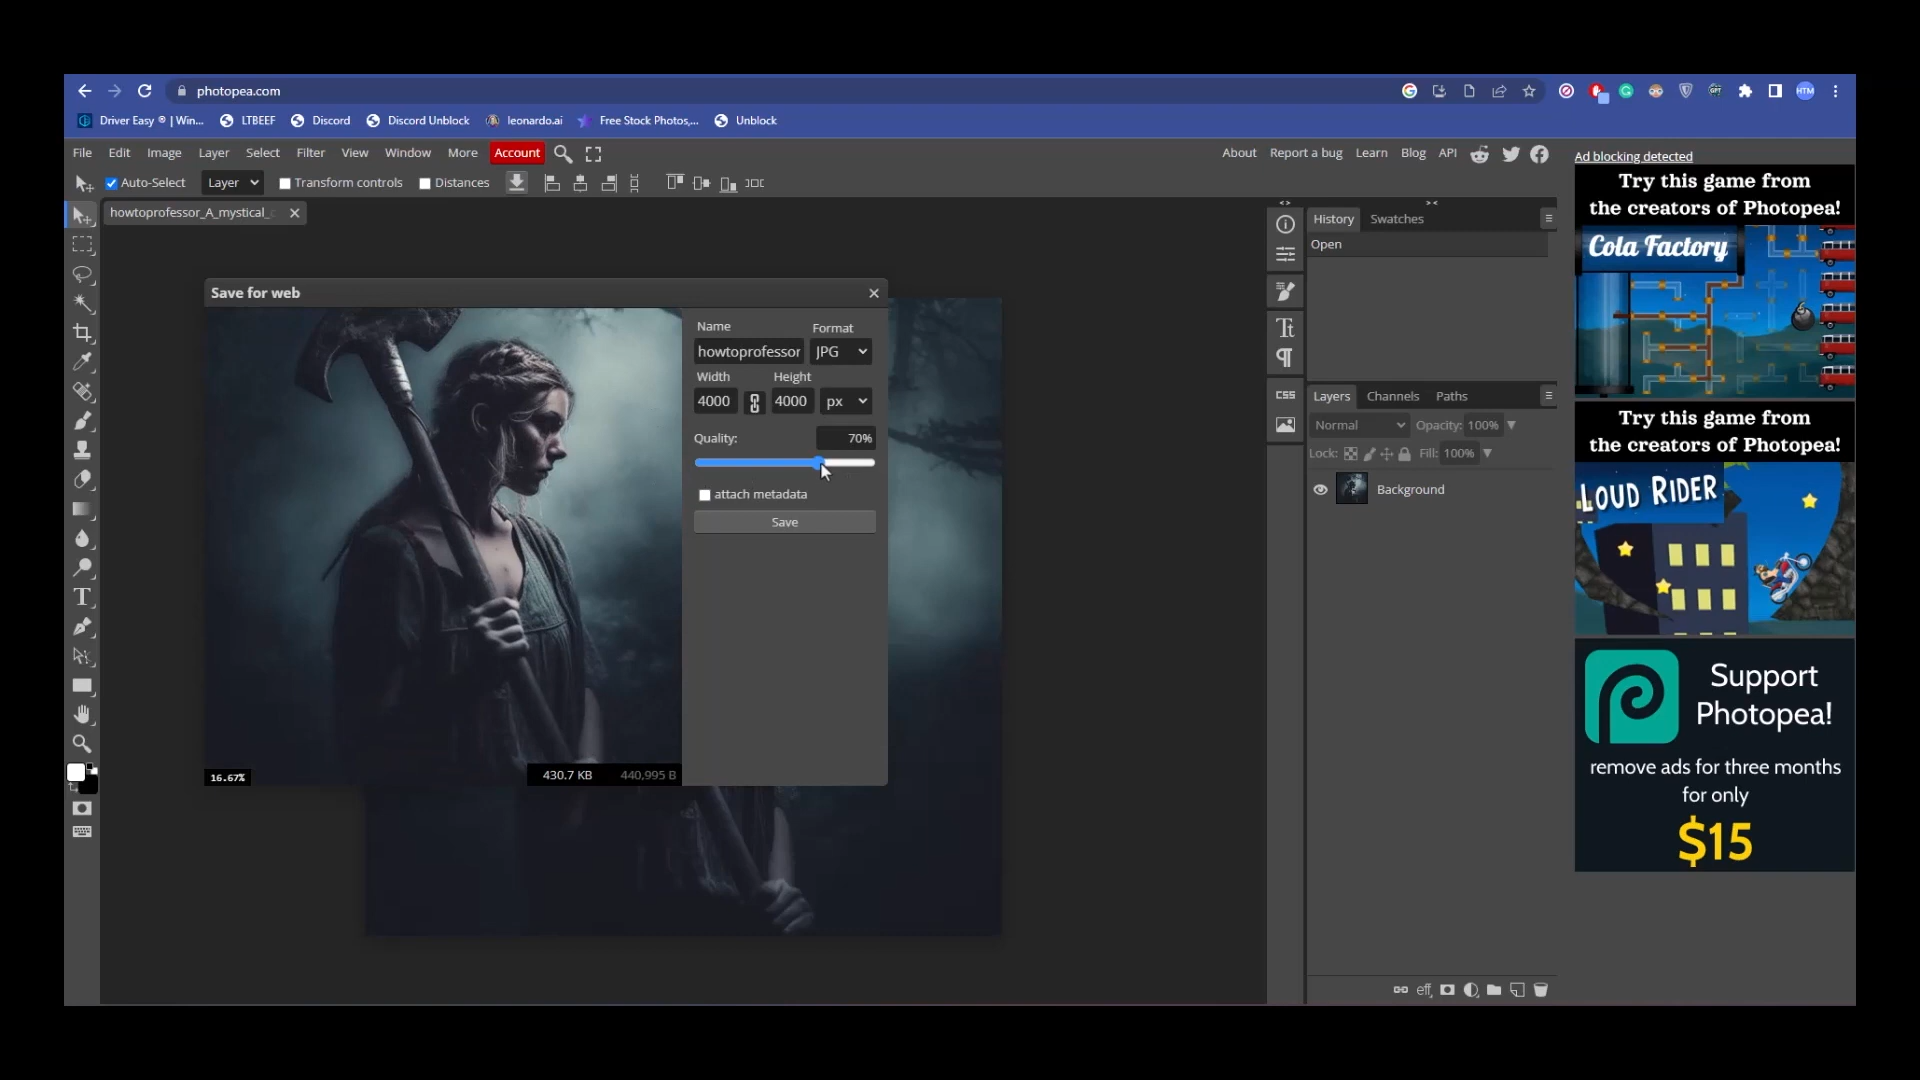 photopea.com
HTM
Driver Easy ® | Win...
LTBEEF
Discord
Discord Unblock
leonardo.ai
Free Stock Photos,...
Unblock
File Edit Image Layer Select Filter View Window More Account
About Report a bug Learn Blog API
Auto-Select
Layer
Transform controls
Distances
howtoprofessor_A_mystical_
Save for web
Name
Format
howtoprofessor
JPG
Width
Height
4000
4000
px
Quality:
70%
attach metadata
Save
16.67%
430.7 KB 440,995 B
History Swatches
Open
CSS
Layers Channels Paths
Normal
Opacity: 100%
Lock:
Fill: 100%
Background
eff
Ad blocking detected
Try this game from
the creators of Photopea!
Cola Factory
Try this game from
the creators of Photopea!
LOUD RIDER
Support
Photopea!
remove ads for three months
for only
$15